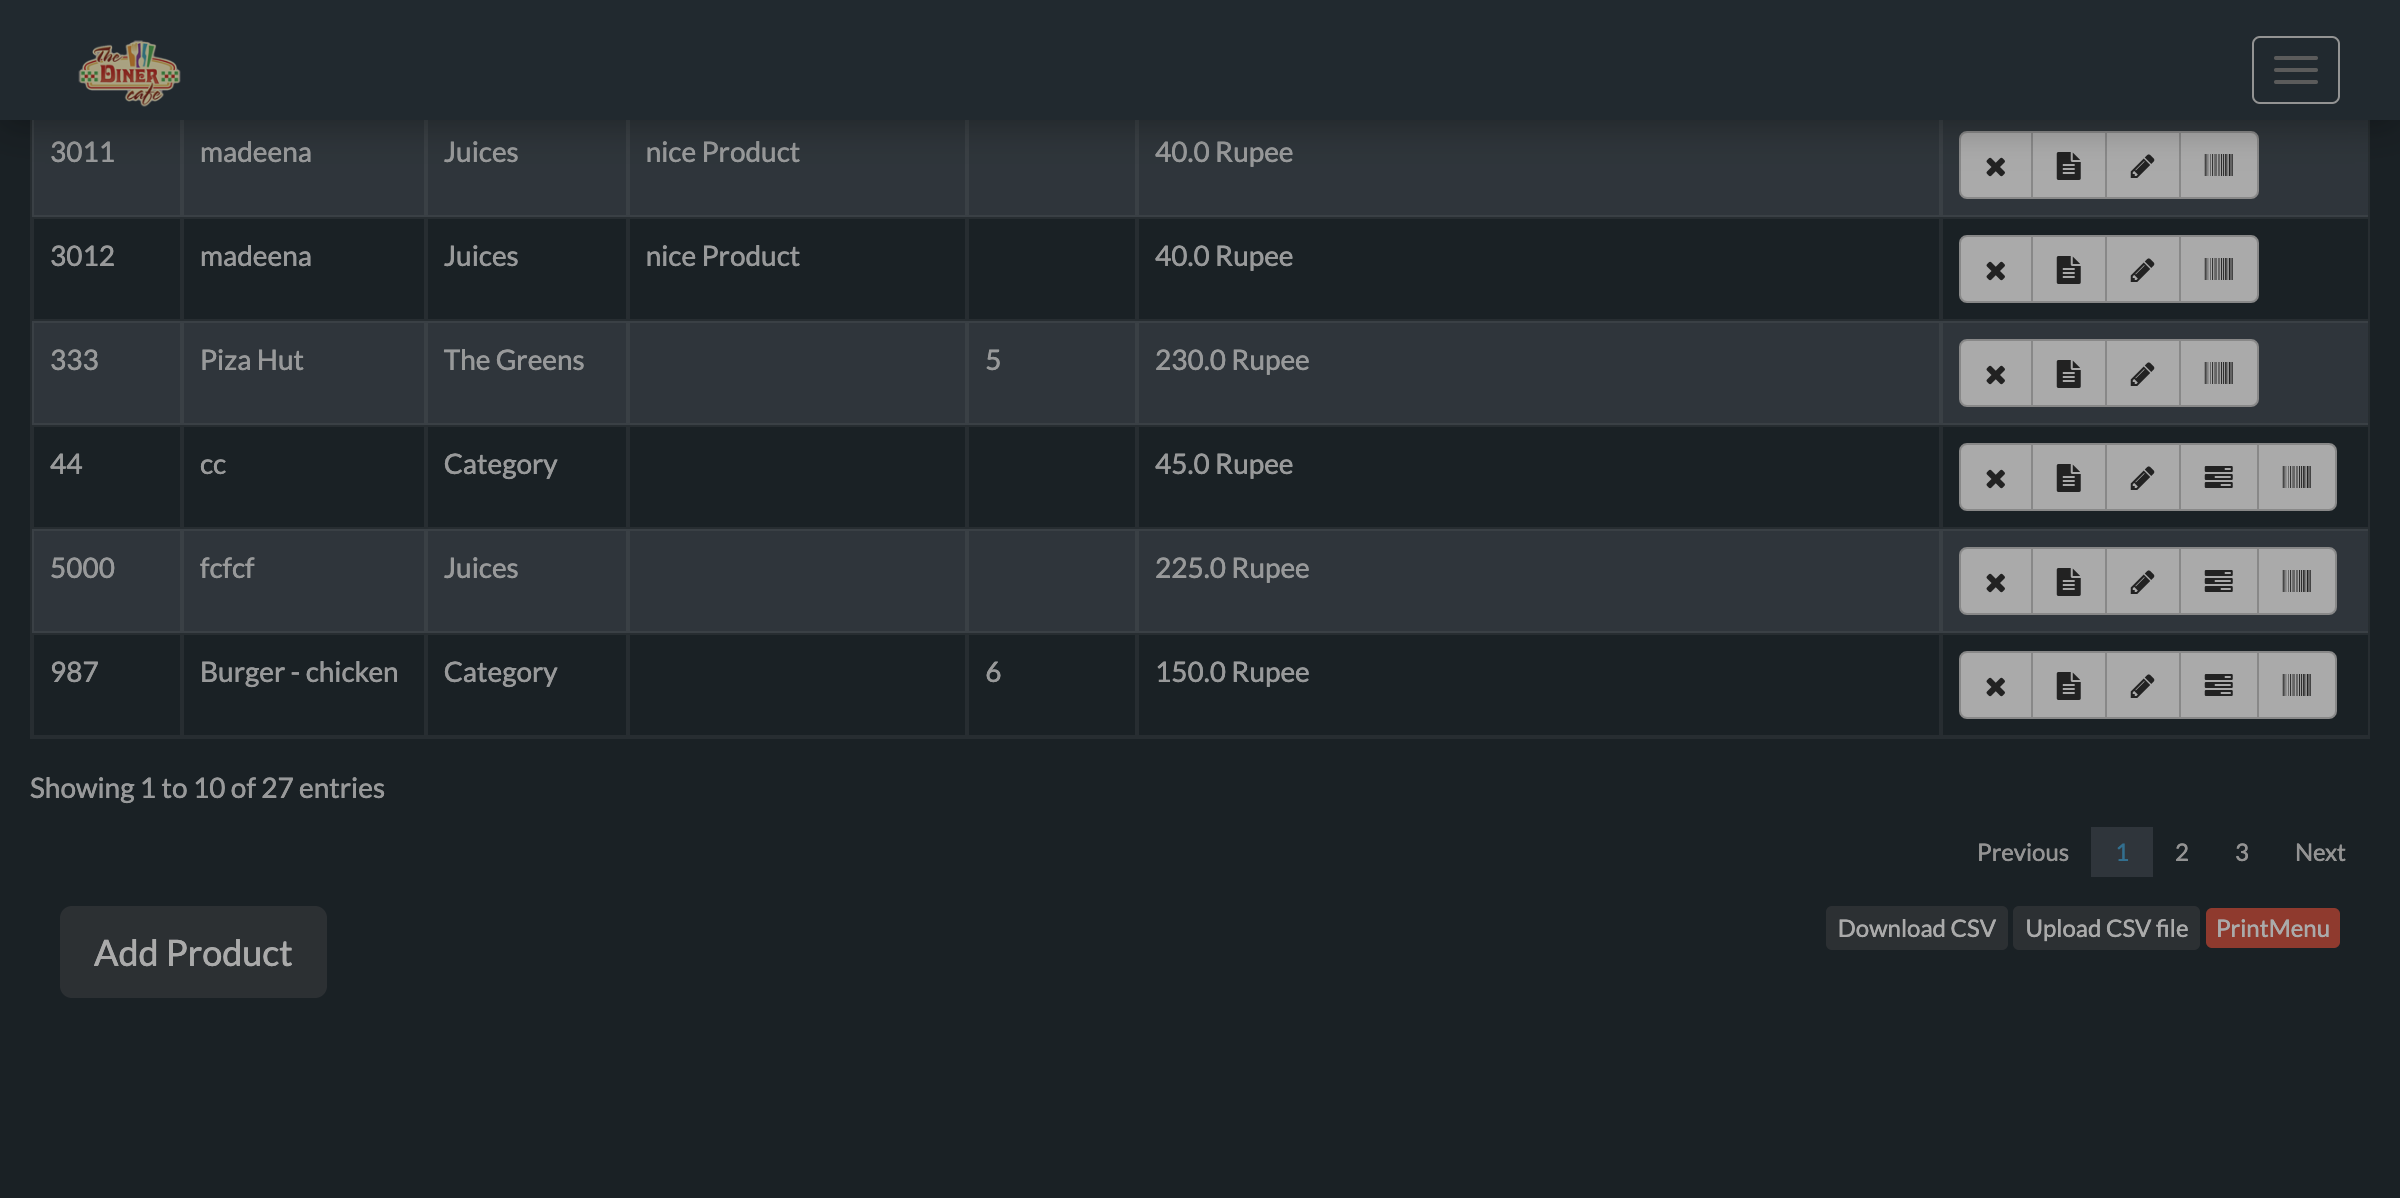 The
DINER
cafe
3011 madeena Juices nice Product 40.0 Rupee
3012 madeena Juices nice Product 40.0 Rupee
333 Piza Hut The Greens 5 230.0 Rupee
44 cc Category 45.0 Rupee
5000 fcfcf Juices 225.0 Rupee
987 Burger - chicken Category 6 150.0 Rupee
Showing 1 to 10 of 27 entries
Previous 1 2 3 Next
Add Product Download CSV Upload CSV file PrintMenu